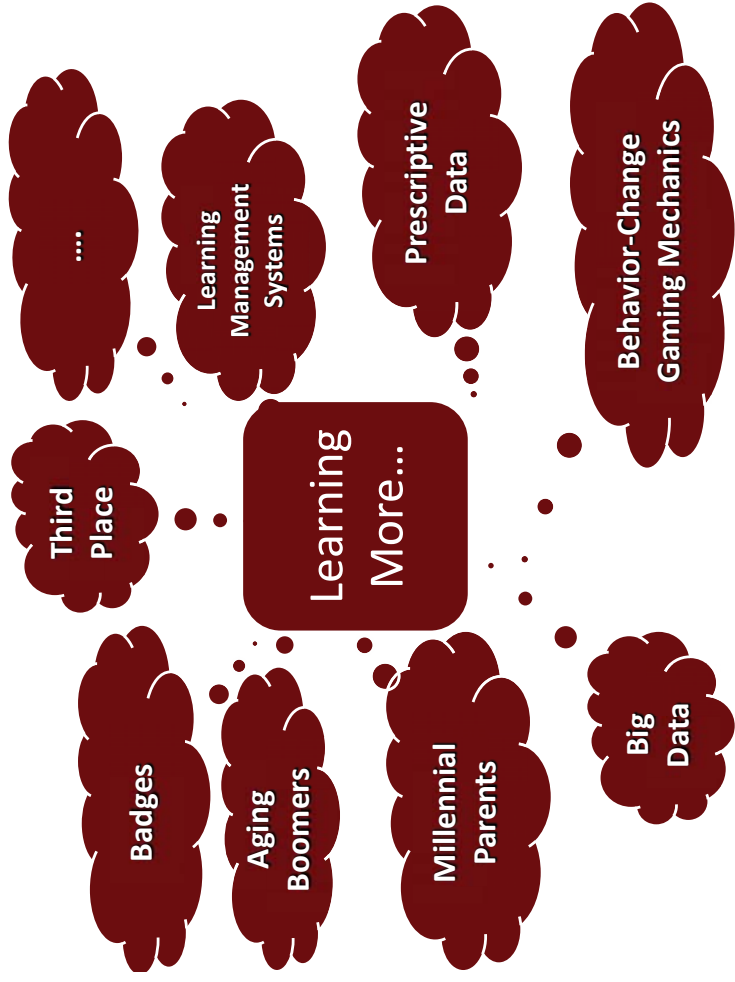 Badges
Third
Place
....
Aging
Boomers
Learning
Management
Systems
Learning
More...
Millennial
Parents
Prescriptive
Data
Big
Data
Behavior-Change
Gaming Mechanics